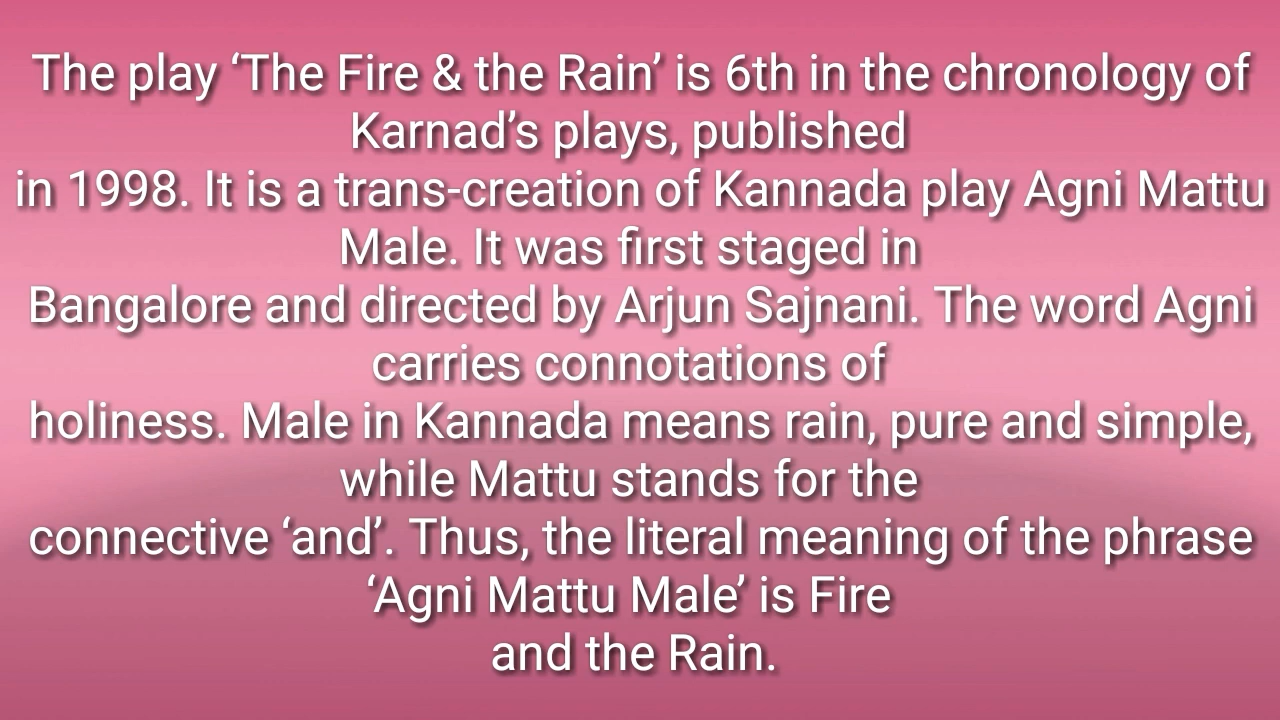 The play ‘The Fire & the Rain’ is 6th in the chronology of
Karnad’s plays, published
in 1998. It is a trans-creation of Kannada play Agni Mattu
Male. It was first staged in
Bangalore and directed by Arjun Sajnani. The word Agni
carries connotations of
holiness. Male in Kannada means rain, pure and simple,
while Mattu stands for the
connective ‘and’. Thus, the literal meaning of the phrase
‘Agni Mattu Male’ is Fire
and the Rain.